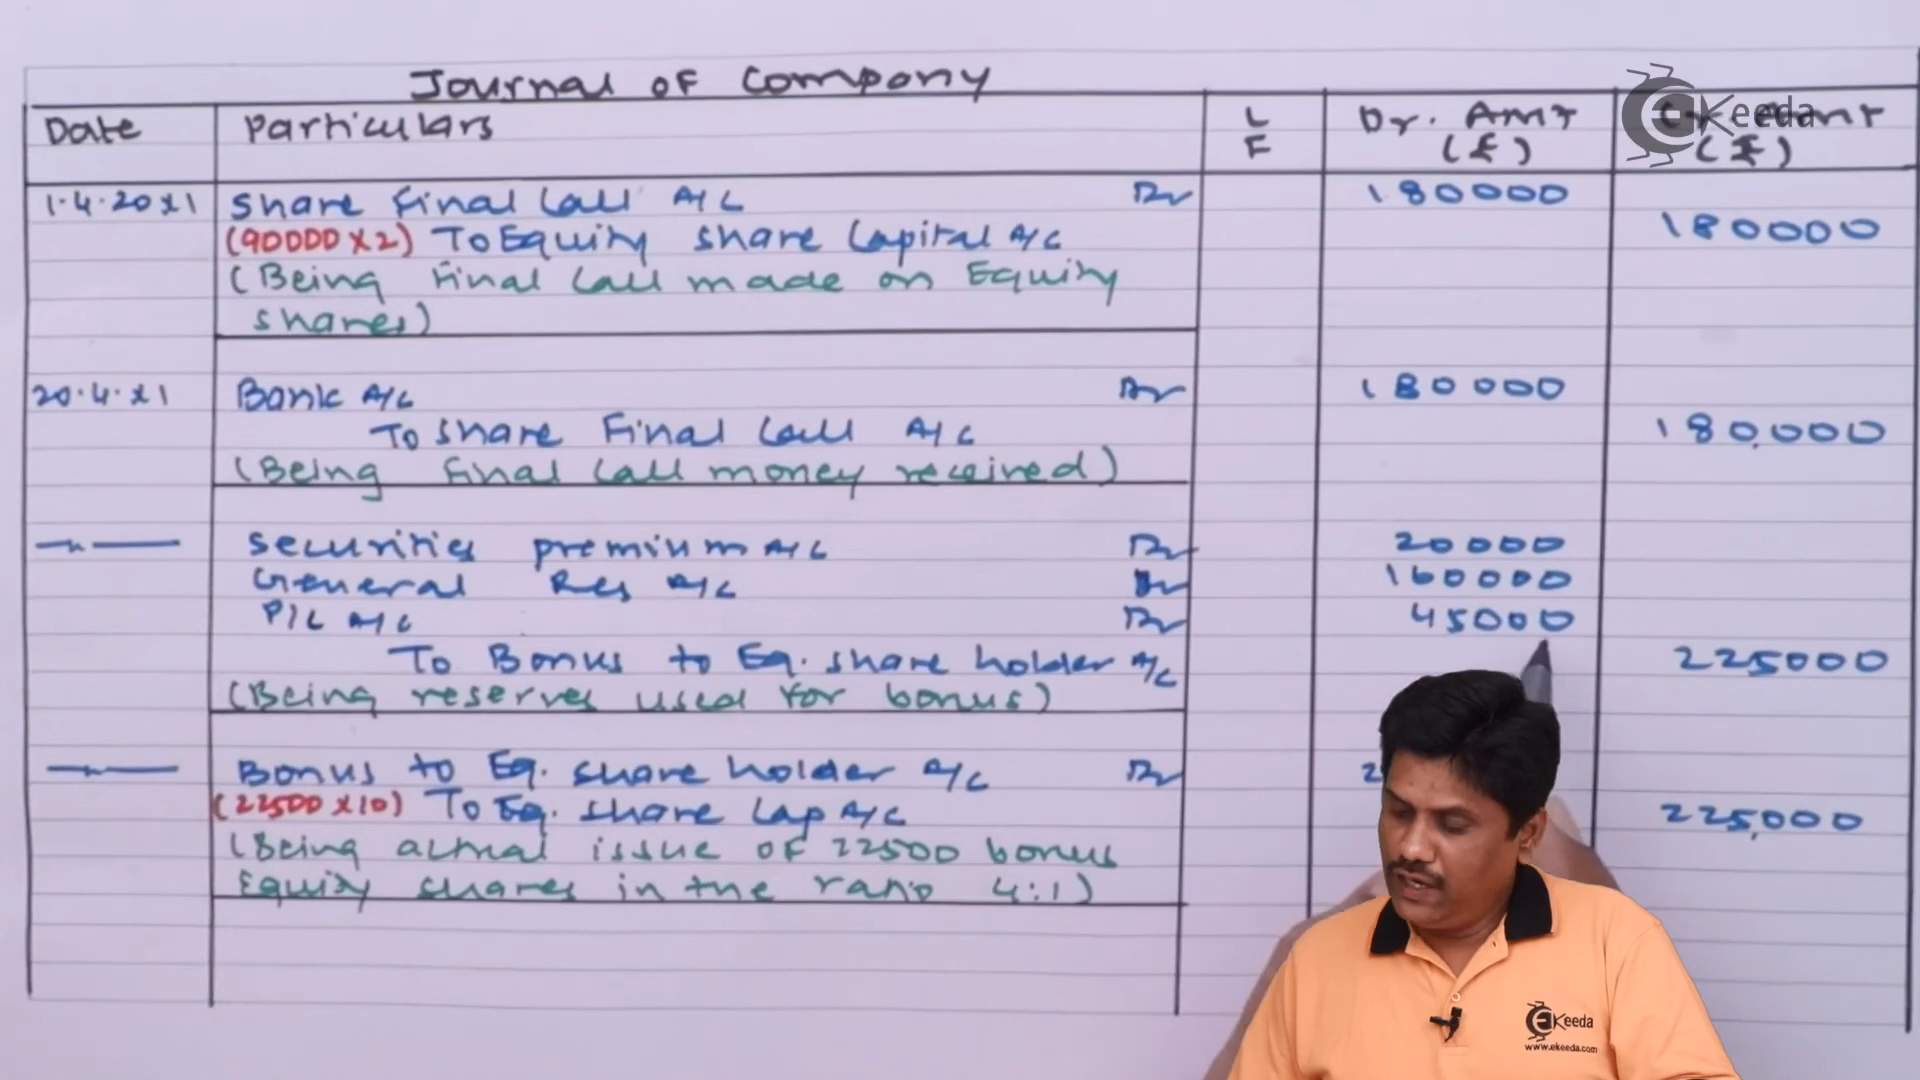 Journal of Company
Date Particulars L F Dr. Amt (₹) Amt (₹)
Keeda
1.4.20x1 Share Final Call A/c Dr 180000
(90000 x 2) To Equity Share Capital A/c 180000
(Being Final Call made on Equity
shares)
20.4.x1 Bank A/c Dr 180000
To Share Final Call A/c 180,000
(Being Final Call money received)
Securities premium A/c Dr 20000
General Res A/c Dr 160000
P/L A/c Dr 45000
To Bonus to Eq. share holder A/c 225000
(Being reserves used for bonus)
Bonus to Eq. share holder A/c Dr 2
(22500 x 10) To Eq. share Cap A/c 225,000
(Being actual issue of 22500 bonus
Equity shares in the ratio 4:1)
Keeda
www.ekeeda.com